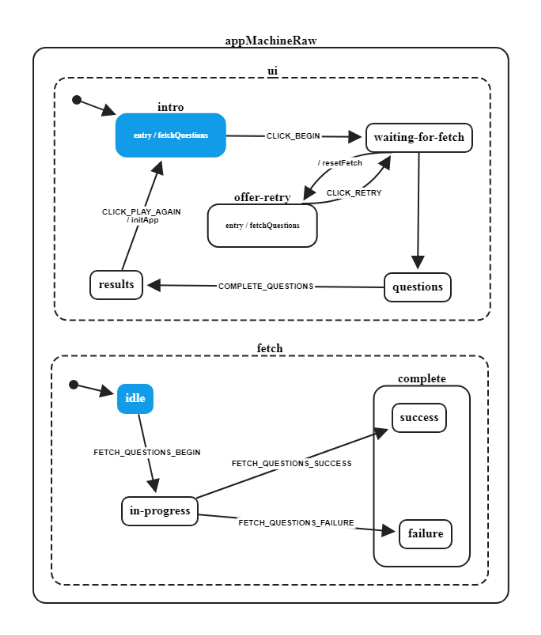 appMachineRaw
ui
intro
entry / fetchQuestions
CLICK_BEGIN
waiting-for-fetch
/ resetFetch
offer-retry
CLICK_RETRY
entry / fetchQuestions
CLICK_PLAY_AGAIN
/ initApp
results
COMPLETE_QUESTIONS
questions
fetch
complete
idle
success
FETCH_QUESTIONS_BEGIN
FETCH_QUESTIONS_SUCCESS
in-progress
FETCH_QUESTIONS_FAILURE
failure